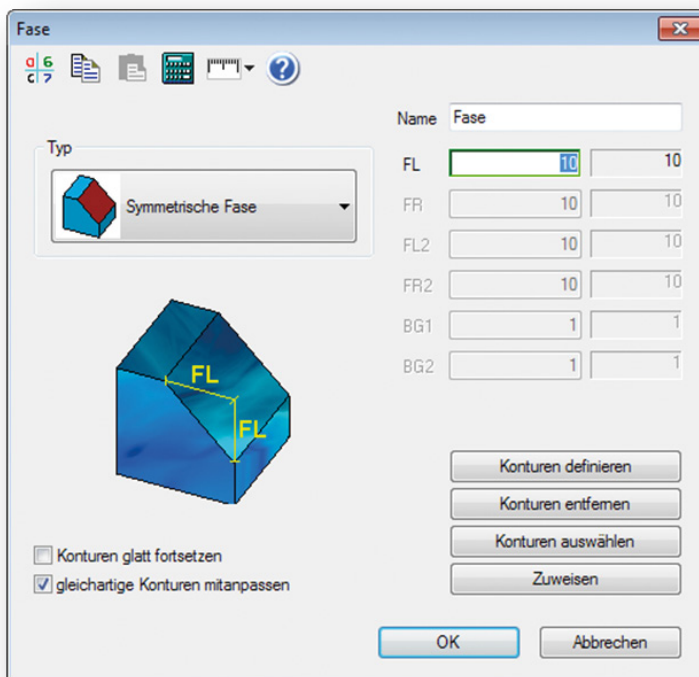 Fase
a 6
c 7
Name Fase
Typ
Symmetrische Fase
FL 10 10
FR 10 10
FL2 10 10
FR2 10 10
BG1 1 1
BG2 1 1
FL
FL
Konturen definieren
Konturen entfernen
Konturen auswählen
Zuweisen
Konturen glatt fortsetzen
gleichartige Konturen mitanpassen
OK Abbrechen